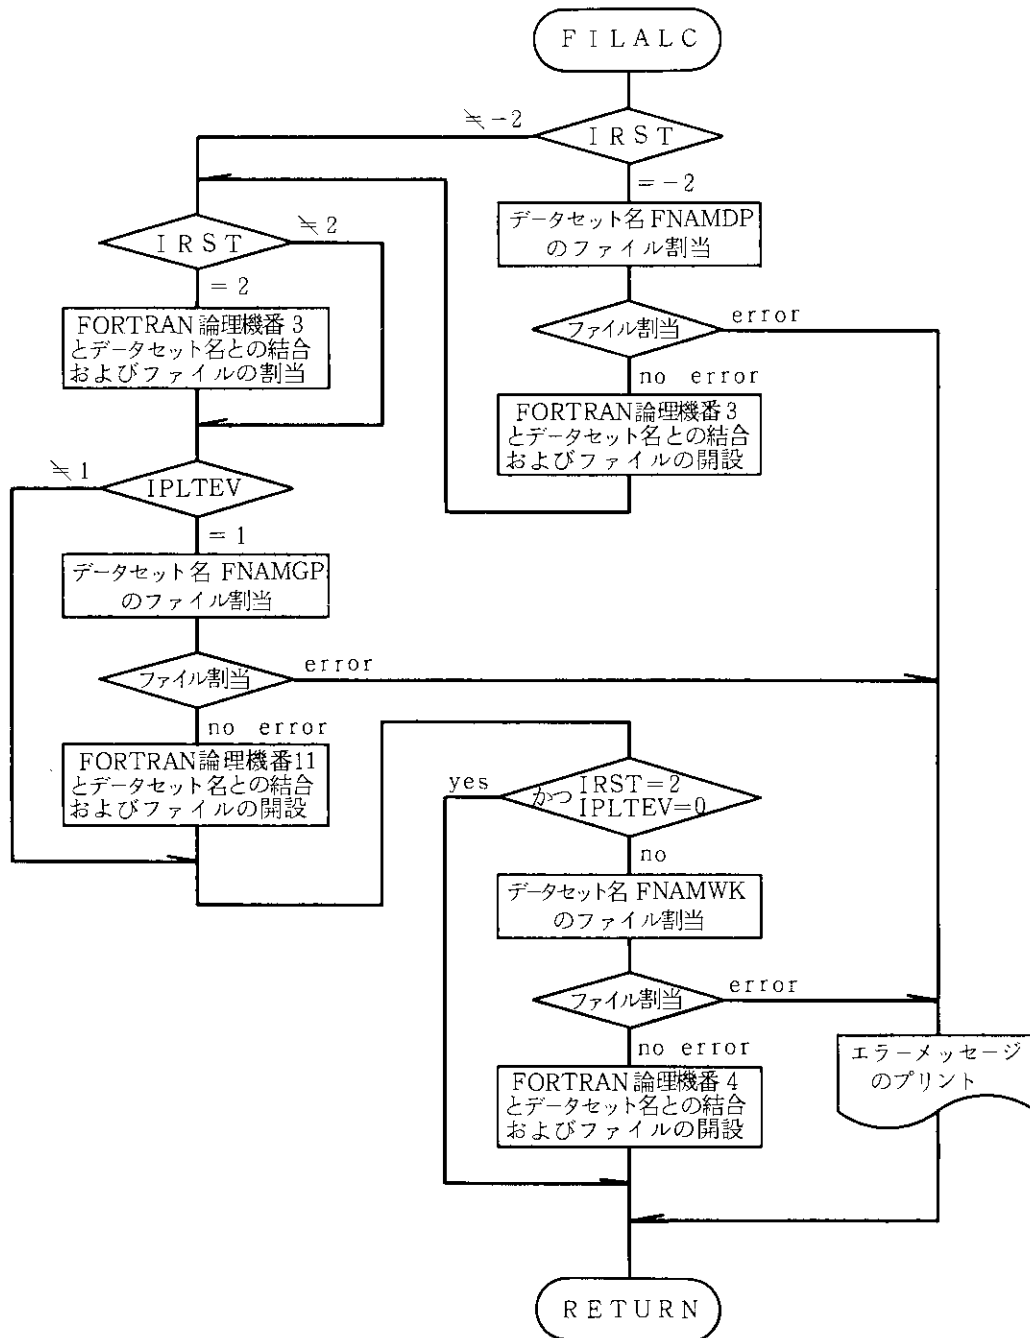 FILALC
≒ -2
IRST
= -2
データセット名 FNAMDP
のファイル割当
ファイル割当
error
no error
FORTRAN 論理機番 3
とデータセット名との結合
およびファイルの開設
IRST
≒ 2
= 2
FORTRAN 論理機番 3
とデータセット名との結合
およびファイルの割当
≒ 1
IPLTEV
= 1
データセット名 FNAMGP
のファイル割当
ファイル割当
error
no error
FORTRAN 論理機番11
とデータセット名との結合
およびファイルの開設
yes
かつ IRST=2
IPLTEV=0
no
データセット名 FNAMWK
のファイル割当
ファイル割当
error
no error
FORTRAN 論理機番 4
とデータセット名との結合
およびファイルの開設
エラーメッセージ
のプリント
RETURN